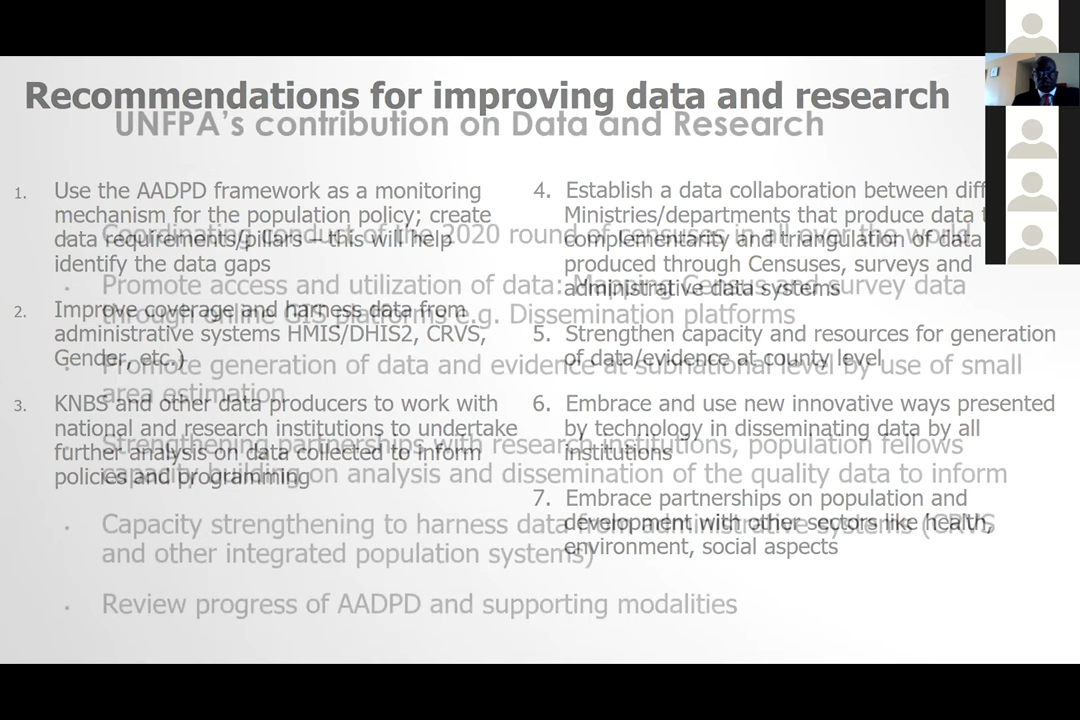 Recommendations for improving data and research
1. Use the AADPD framework as a monitoring
mechanism for the population policy; create
data requirements/pillars – this will help
identify the data gaps
2. Improve coverage and harness data from
administrative systems HMIS/DHIS2, CRVS,
Gender, etc.)
3. KNBS and other data producers to work with
national and research institutions to undertake
further analysis on data collected to inform
policies and programming
4. Establish a data collaboration between
Ministries/departments that produce data
complementarity and triangulation of data
produced through Censuses, surveys and
administrative data systems
5. Strengthen capacity and resources for generation
of data/evidence at county level
6. Embrace and use new innovative ways presented
by technology in disseminating data by all
institutions
7. Embrace partnerships on population and
development with other sectors like health,
environment, social aspects
UNFPA's contribution on Data and Research
Coordinating conduct of the 2020 round of censuses in all over the world
• Promote access and utilization of data: Mapping Census and survey data
through online GIS platforms e.g. Dissemination platforms
• Promote generation of data and evidence at subnational level by use of small
area estimation
• Strengthening partnerships with research institutions, population fellows
capacity building on analysis and dissemination of the quality data to inform
• Capacity strengthening to harness data from administrative systems (CRVS
and other integrated population systems)
• Review progress of AADPD and supporting modalities